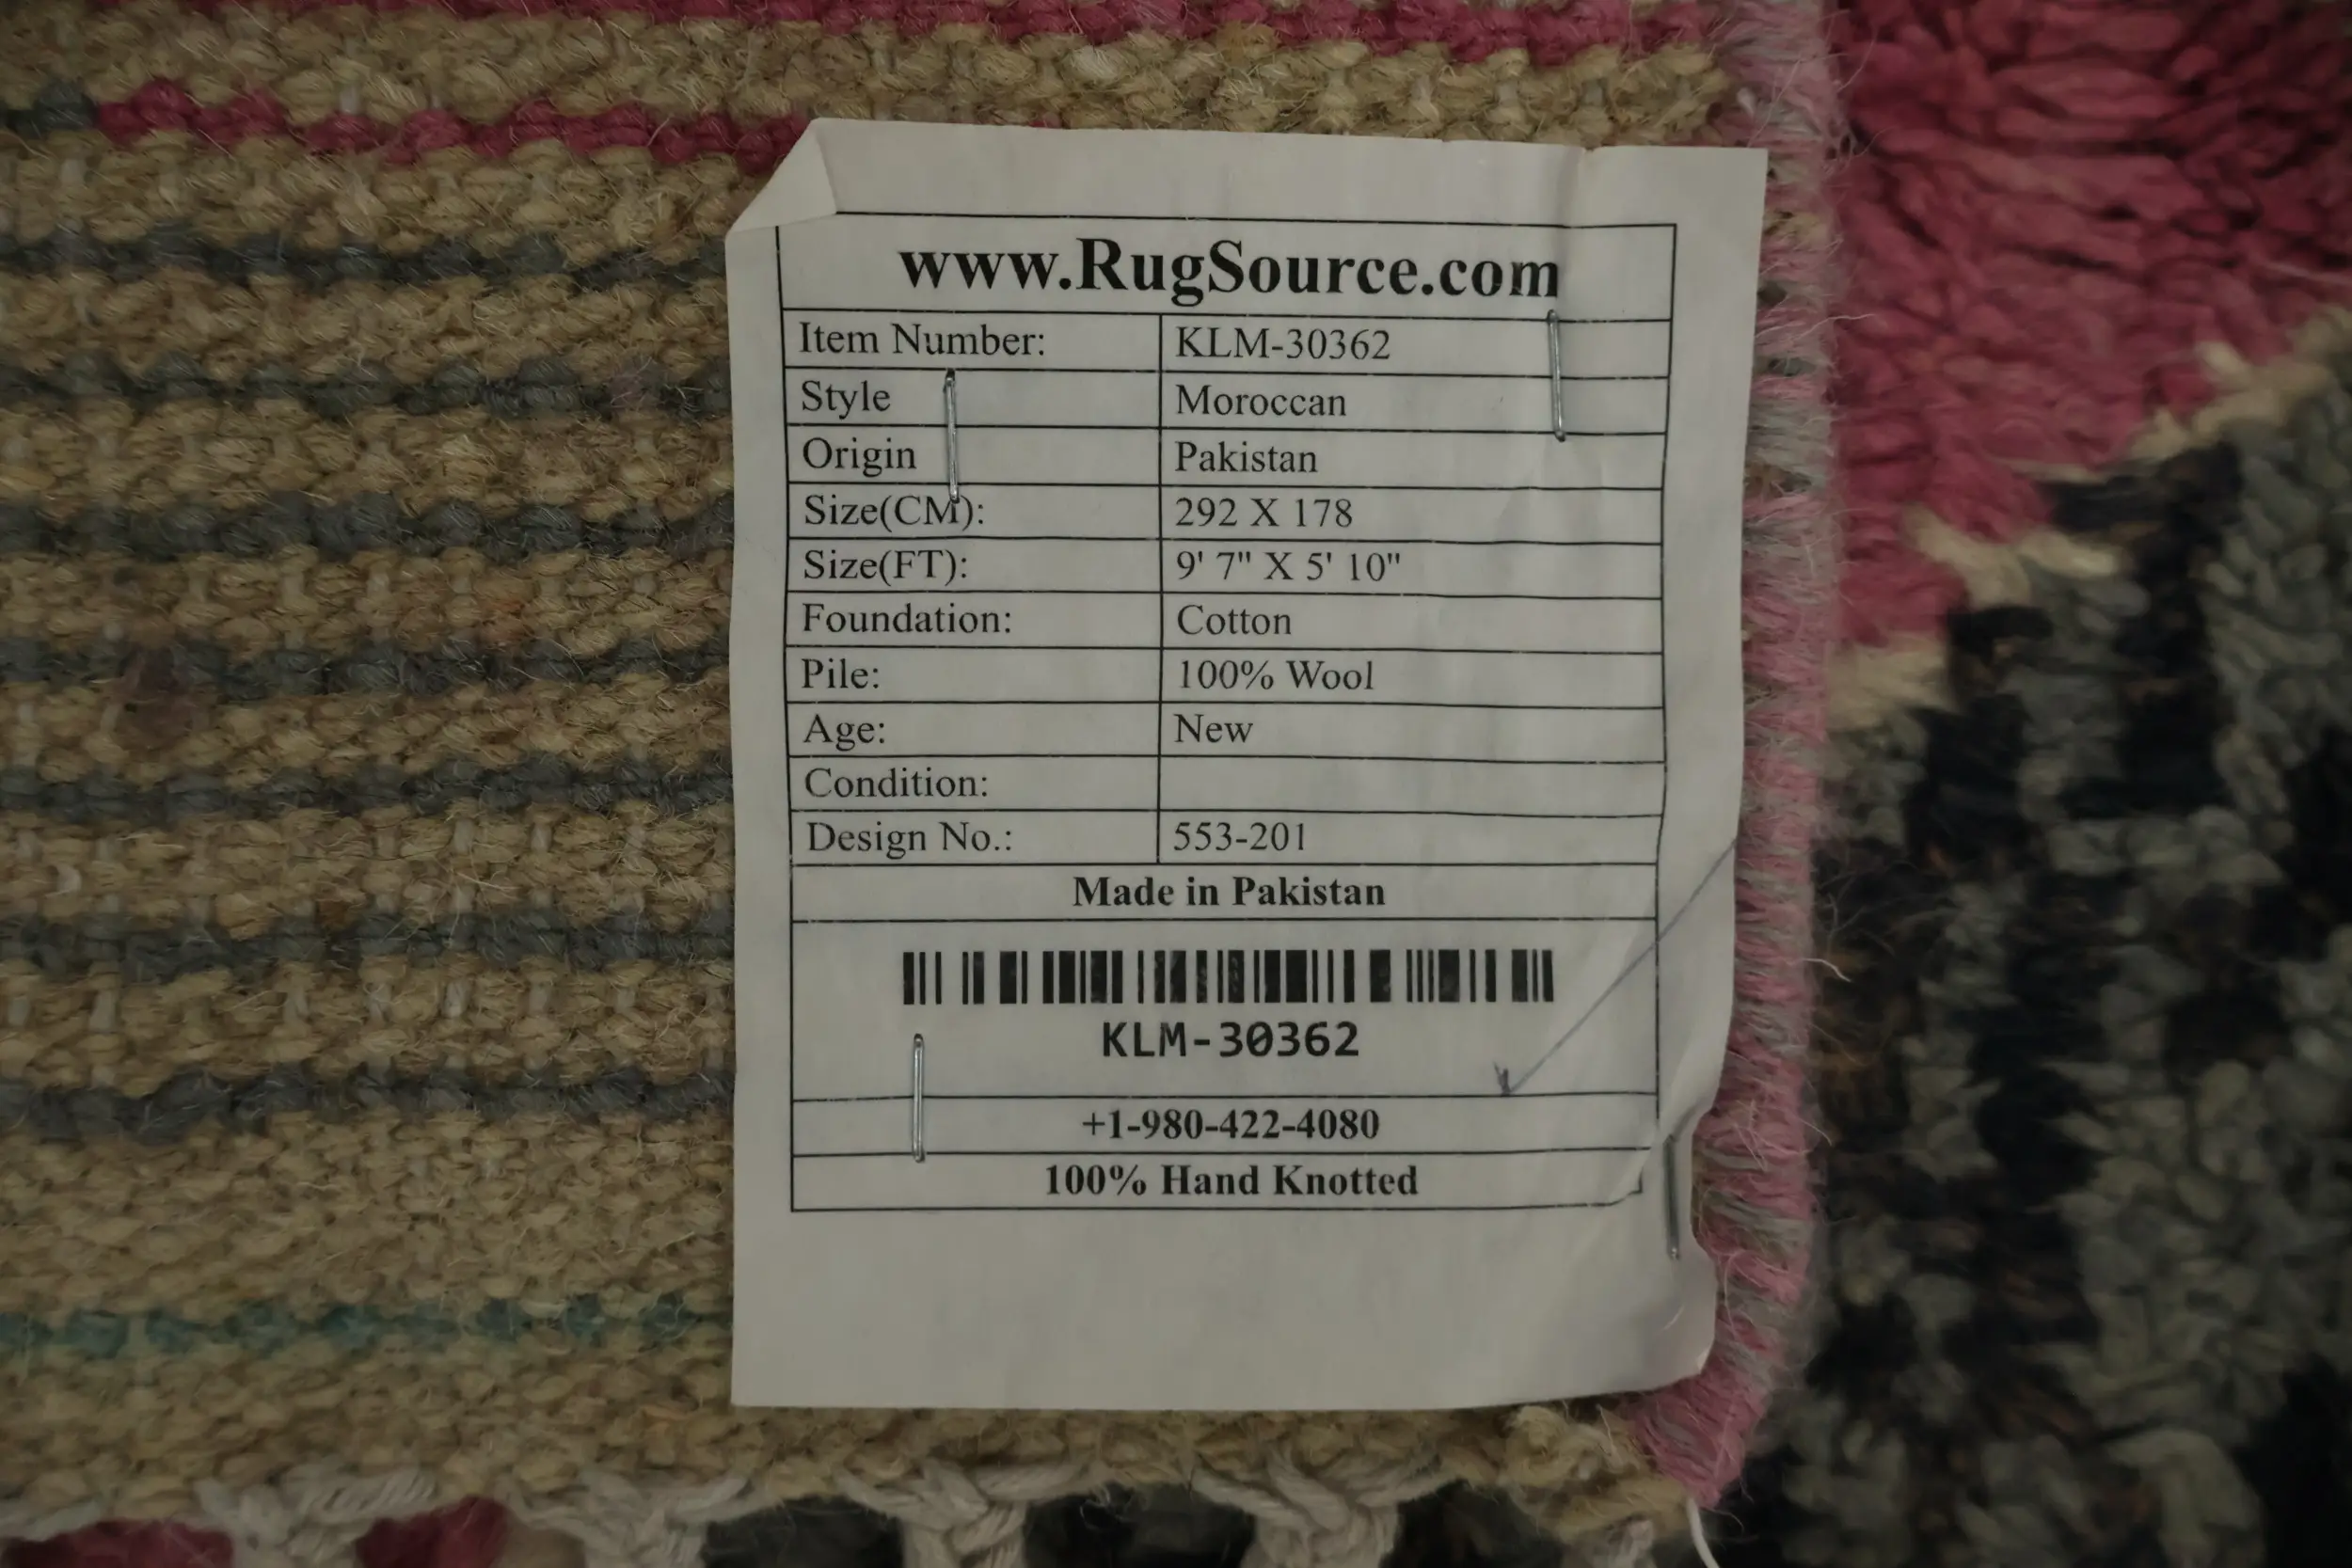 www.RugSource.com
Item Number: KLM-30362
Style Moroccan
Origin Pakistan
Size(CM): 292 X 178
Size(FT): 9' 7" X 5' 10"
Foundation: Cotton
Pile: 100% Wool
Age: New
Condition:
Design No.: 553-201
Made in Pakistan
KLM-30362
+1-980-422-4080
100% Hand Knotted